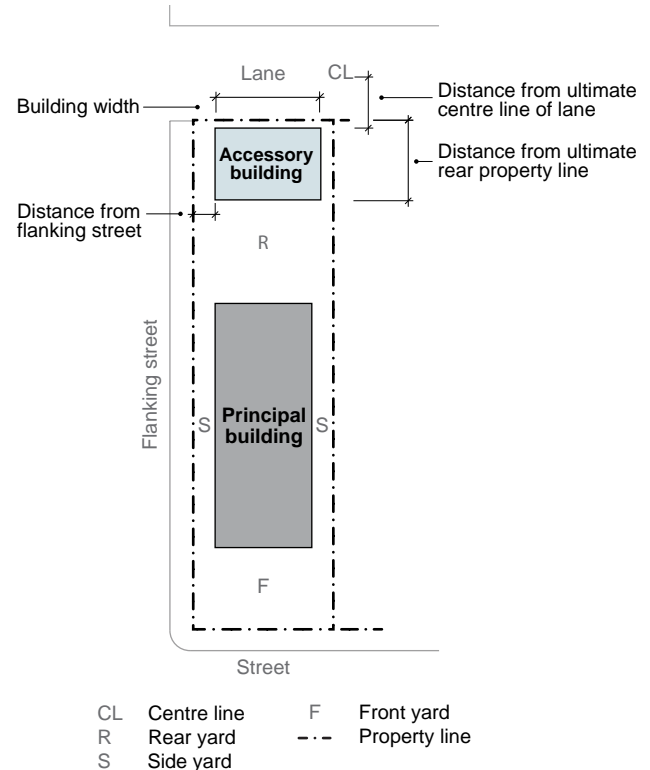 Lane
CL
Building width
Distance from ultimate
centre line of lane
Accessory
building
Distance from ultimate
rear property line
Distance from
flanking street
R
Flanking street
S
Principal
building
S
F
Street
CL Centre line
R Rear yard
S Side yard
F Front yard
Property line